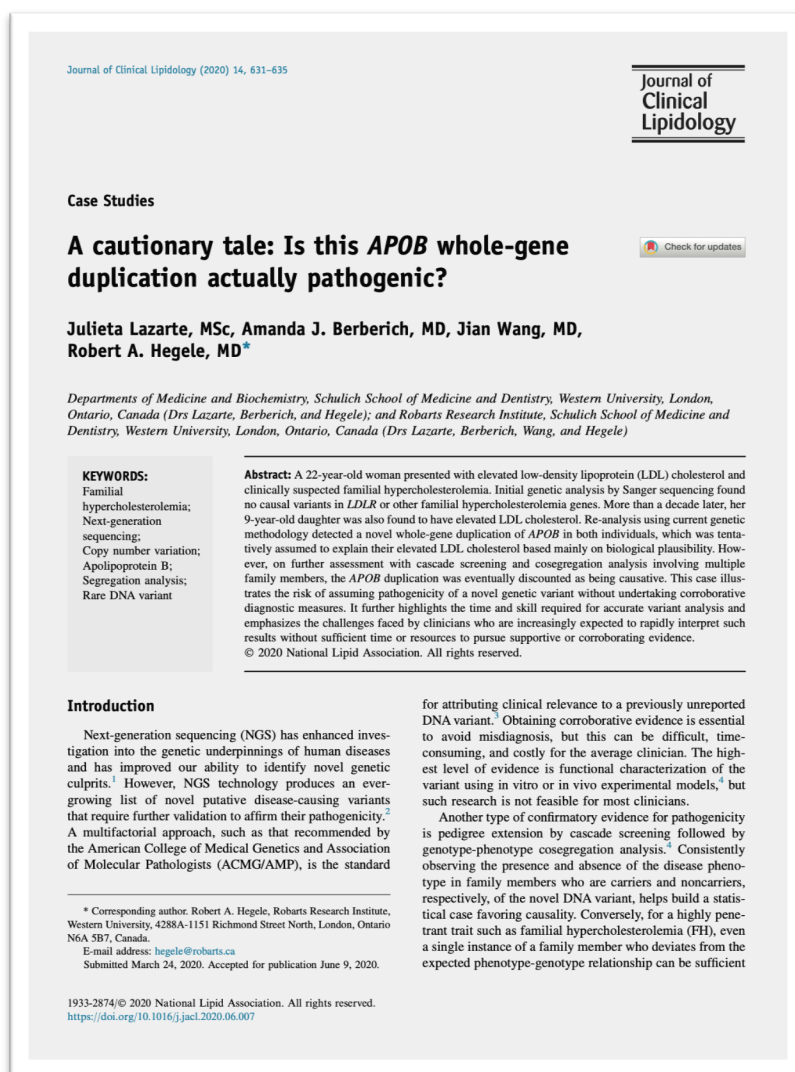 Journal of Clinical Lipidology (2020) 14, 631–635
Journal of
Clinical
Lipidology
Case Studies
A cautionary tale: Is this APOB whole-gene
duplication actually pathogenic?
Check for updates
Julieta Lazarte, MSc, Amanda J. Berberich, MD, Jian Wang, MD,
Robert A. Hegele, MD*
Departments of Medicine and Biochemistry, Schulich School of Medicine and Dentistry, Western University, London,
Ontario, Canada (Drs Lazarte, Berberich, and Hegele); and Robarts Research Institute, Schulich School of Medicine and
Dentistry, Western University, London, Ontario, Canada (Drs Lazarte, Berberich, Wang, and Hegele)
KEYWORDS:
Familial
hypercholesterolemia;
Next-generation
sequencing;
Copy number variation;
Apolipoprotein B;
Segregation analysis;
Rare DNA variant
Abstract: A 22-year-old woman presented with elevated low-density lipoprotein (LDL) cholesterol and
clinically suspected familial hypercholesterolemia. Initial genetic analysis by Sanger sequencing found
no causal variants in LDLR or other familial hypercholesterolemia genes. More than a decade later, her
9-year-old daughter was also found to have elevated LDL cholesterol. Re-analysis using current genetic
methodology detected a novel whole-gene duplication of APOB in both individuals, which was tenta-
tively assumed to explain their elevated LDL cholesterol based mainly on biological plausibility. How-
ever, on further assessment with cascade screening and cosegregation analysis involving multiple
family members, the APOB duplication was eventually discounted as being causative. This case illus-
trates the risk of assuming pathogenicity of a novel genetic variant without undertaking corroborative
diagnostic measures. It further highlights the time and skill required for accurate variant analysis and
emphasizes the challenges faced by clinicians who are increasingly expected to rapidly interpret such
results without sufficient time or resources to pursue supportive or corroborating evidence.
© 2020 National Lipid Association. All rights reserved.
Introduction
Next-generation sequencing (NGS) has enhanced inves-
tigation into the genetic underpinnings of human diseases
and has improved our ability to identify novel genetic
culprits.1 However, NGS technology produces an ever-
growing list of novel putative disease-causing variants
that require further validation to affirm their pathogenicity.2
A multifactorial approach, such as that recommended by
the American College of Medical Genetics and Association
of Molecular Pathologists (ACMG/AMP), is the standard
* Corresponding author. Robert A. Hegele, Robarts Research Institute,
Western University, 4288A-1151 Richmond Street North, London, Ontario
N6A 5B7, Canada.
E-mail address: hegele@robarts.ca
Submitted March 24, 2020. Accepted for publication June 9, 2020.
for attributing clinical relevance to a previously unreported
DNA variant.3 Obtaining corroborative evidence is essential
to avoid misdiagnosis, but this can be difficult, time-
consuming, and costly for the average clinician. The high-
est level of evidence is functional characterization of the
variant using in vitro or in vivo experimental models,4 but
such research is not feasible for most clinicians.
Another type of confirmatory evidence for pathogenicity
is pedigree extension by cascade screening followed by
genotype-phenotype cosegregation analysis.4 Consistently
observing the presence and absence of the disease pheno-
type in family members who are carriers and noncarriers,
respectively, of the novel DNA variant, helps build a statis-
tical case favoring causality. Conversely, for a highly pene-
trant trait such as familial hypercholesterolemia (FH), even
a single instance of a family member who deviates from the
expected phenotype-genotype relationship can be sufficient
1933-2874/© 2020 National Lipid Association. All rights reserved.
https://doi.org/10.1016/j.jacl.2020.06.007